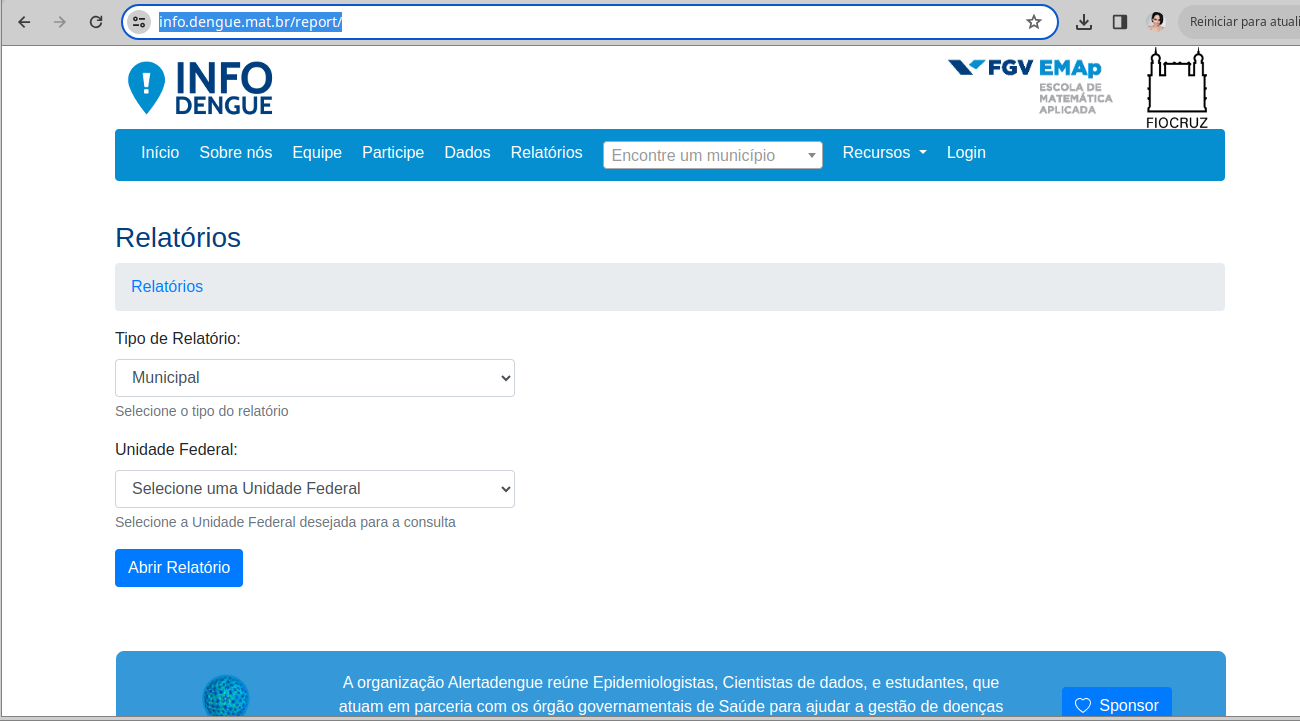 info.dengue.mat.br/report/
Reiniciar para atuali
INFO
DENGUE
FGV EMAp
ESCOLA DE
MATEMÁTICA
APLICADA
FIOCRUZ
Início Sobre nós Equipe Participe Dados Relatórios Encontre um município Recursos Login
Relatórios
Relatórios
Tipo de Relatório:
Municipal
Selecione o tipo do relatório
Unidade Federal:
Selecione uma Unidade Federal
Selecione a Unidade Federal desejada para a consulta
Abrir Relatório
A organização Alertadengue reúne Epidemiologistas, Cientistas de dados, e estudantes, que
atuam em parceria com os órgão governamentais de Saúde para ajudar a gestão de doenças
Sponsor